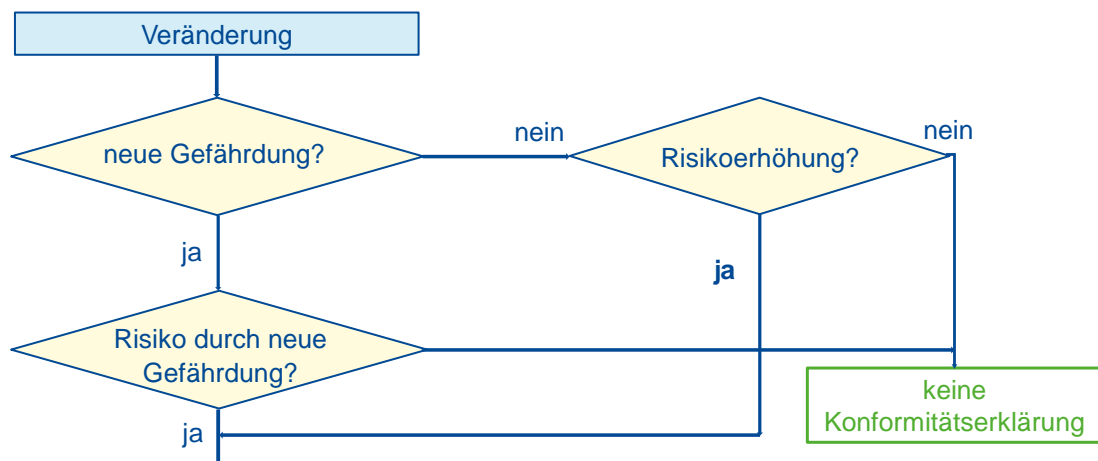 Veränderung
neue Gefährdung?
nein
Risikoerhöhung?
nein
ja
ja
Risiko durch neue
Gefährdung?
keine
Konformitätserklärung
ja